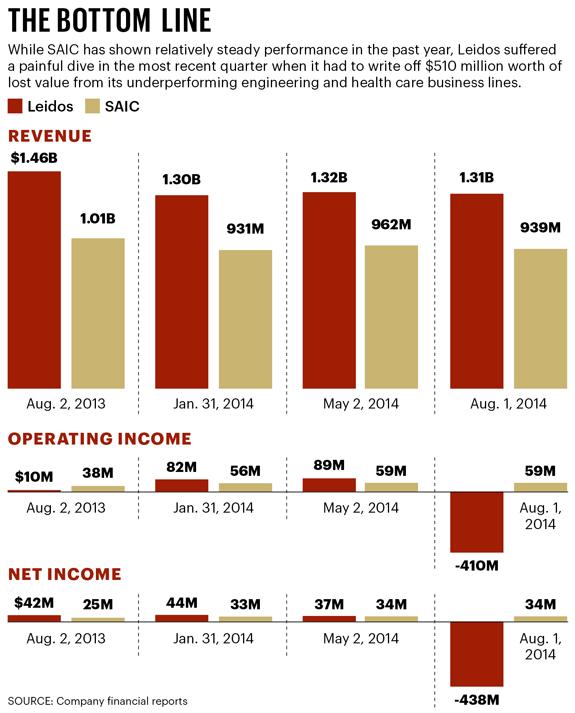 THE BOTTOM LINE
While SAIC has shown relatively steady performance in the past year, Leidos suffered
a painful dive in the most recent quarter when it had to write off $510 million worth of
lost value from its underperforming engineering and health care business lines.
Leidos SAIC
REVENUE
$1.46B 1.01B 1.30B 931M 1.32B 962M 1.31B 939M
Aug. 2, 2013 Jan. 31, 2014 May 2, 2014 Aug. 1, 2014
OPERATING INCOME
$10M 38M 82M 56M 89M 59M 59M
Aug. 2, 2013 Jan. 31, 2014 May 2, 2014 Aug. 1,
2014
-410M
NET INCOME
$42M 25M 44M 33M 37M 34M 34M
Aug. 2, 2013 Jan. 31, 2014 May 2, 2014 Aug. 1,
2014
-438M
SOURCE: Company financial reports